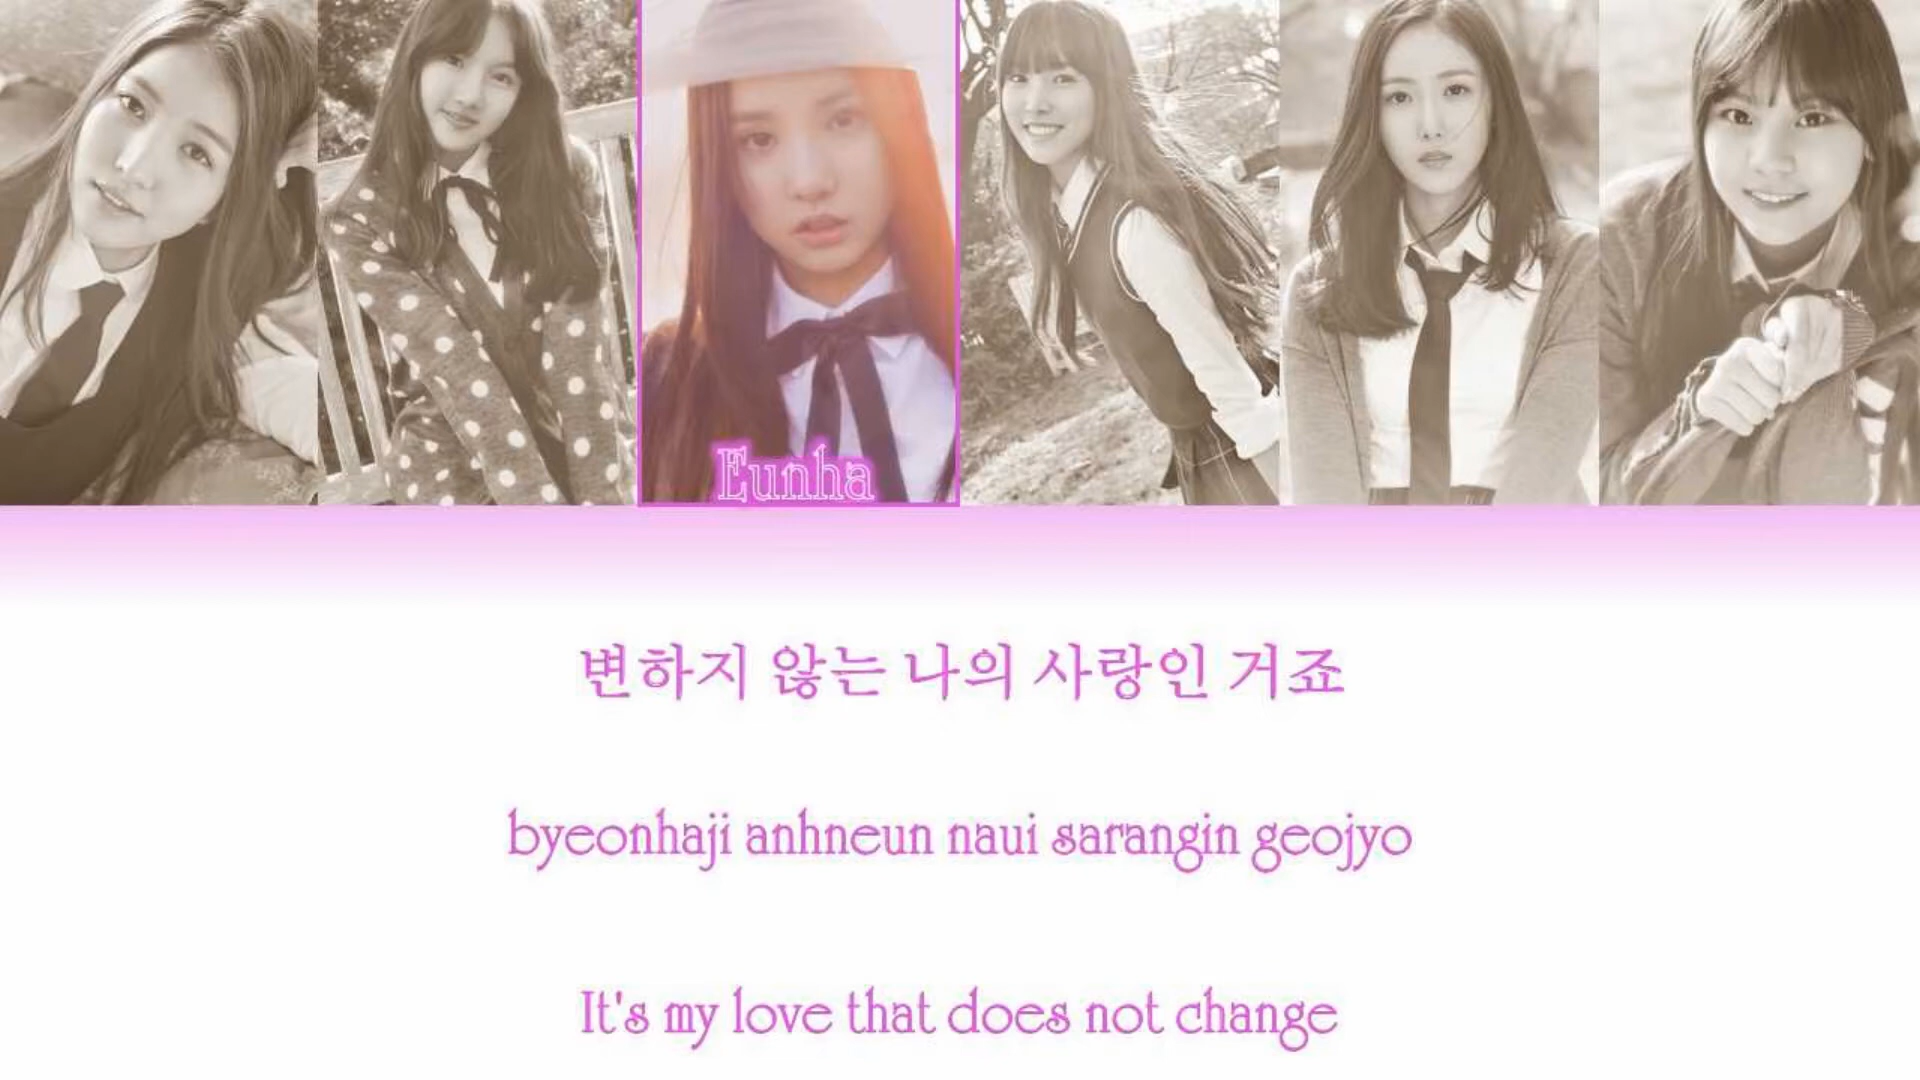 Eunha
변하지 않는 나의 사랑인 거죠
byeonhaji anhneun naui sarangin geojyo
It's my love that does not change